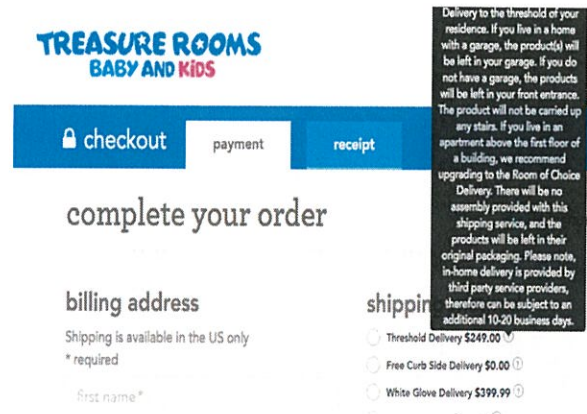 TREASURE ROOMS
BABY AND KIDS
checkout
payment
receipt
complete your order
billing address
Shipping is available in the US only
* required
first name*
Delivery to the threshold of your
residence. If you live in a home
with a garage, the product(s) will
be left in your garage. If you do
not have a garage, the products
will be left in your front entrance.
The product will not be carried up
any stairs. If you live in an
apartment above the first floor of
a building, we recommend
upgrading to the Room of Choice
Delivery. There will be no
assembly provided with this
shipping service, and the
products will be left in their
original packaging. Please note,
in-home delivery is provided by
third party service providers,
therefore can be subject to an
additional 10-20 business days.
shipping
Threshold Delivery $249.00
Free Curb Side Delivery $0.00
White Glove Delivery $399.99